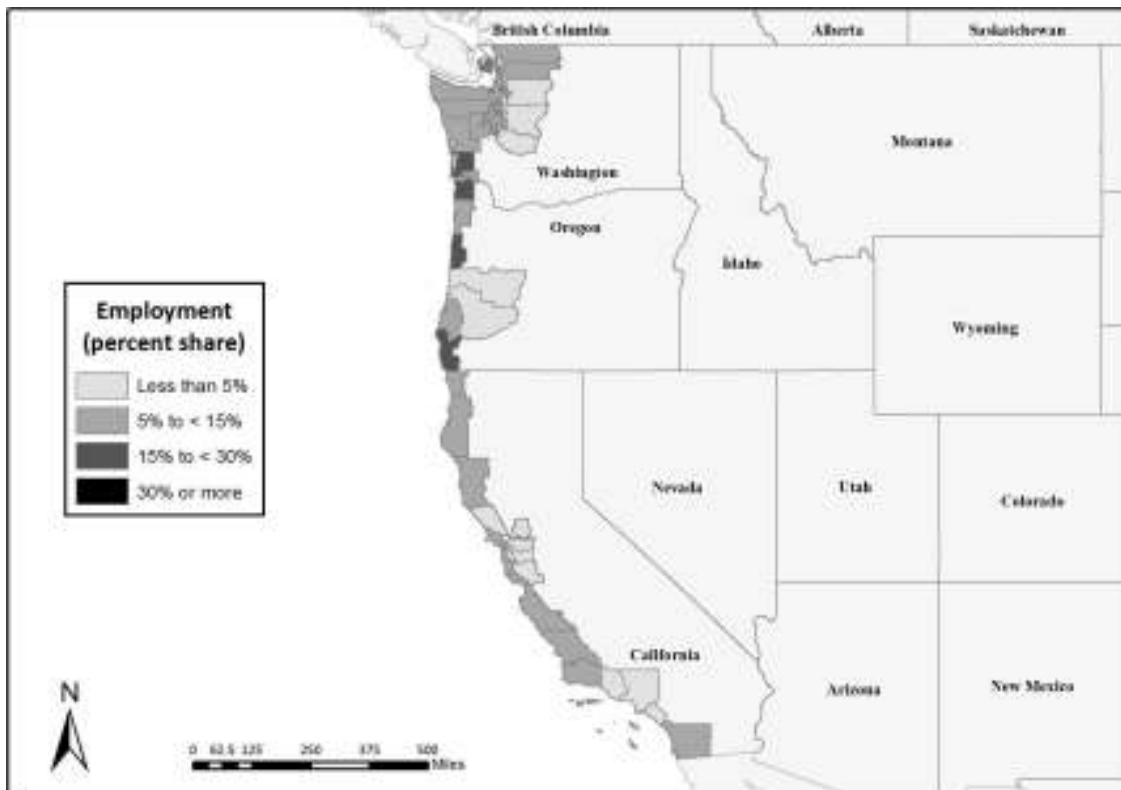 British Columbia
Alberta
Saskatchewan
Montana
Washington
Oregon
Idaho
Wyoming
Employment
(percent share)
Less than 5%
5% to < 15%
15% to < 30%
30% or more
Nevada
Utah
Colorado
California
Arizona
New Mexico
N
0 62.5 125 250 375 500
Miles